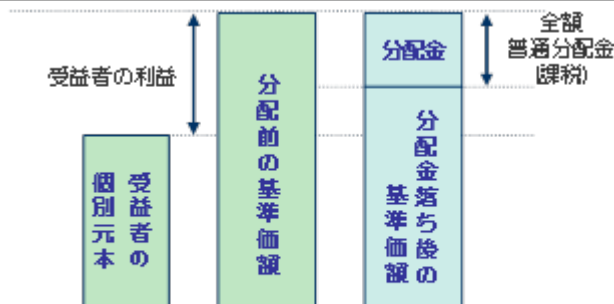 受益者の利益
受益者の
個別元本
分配前の基準価額
分配金
分配金落ち後の
基準価額
全額
普通分配金
(課税)